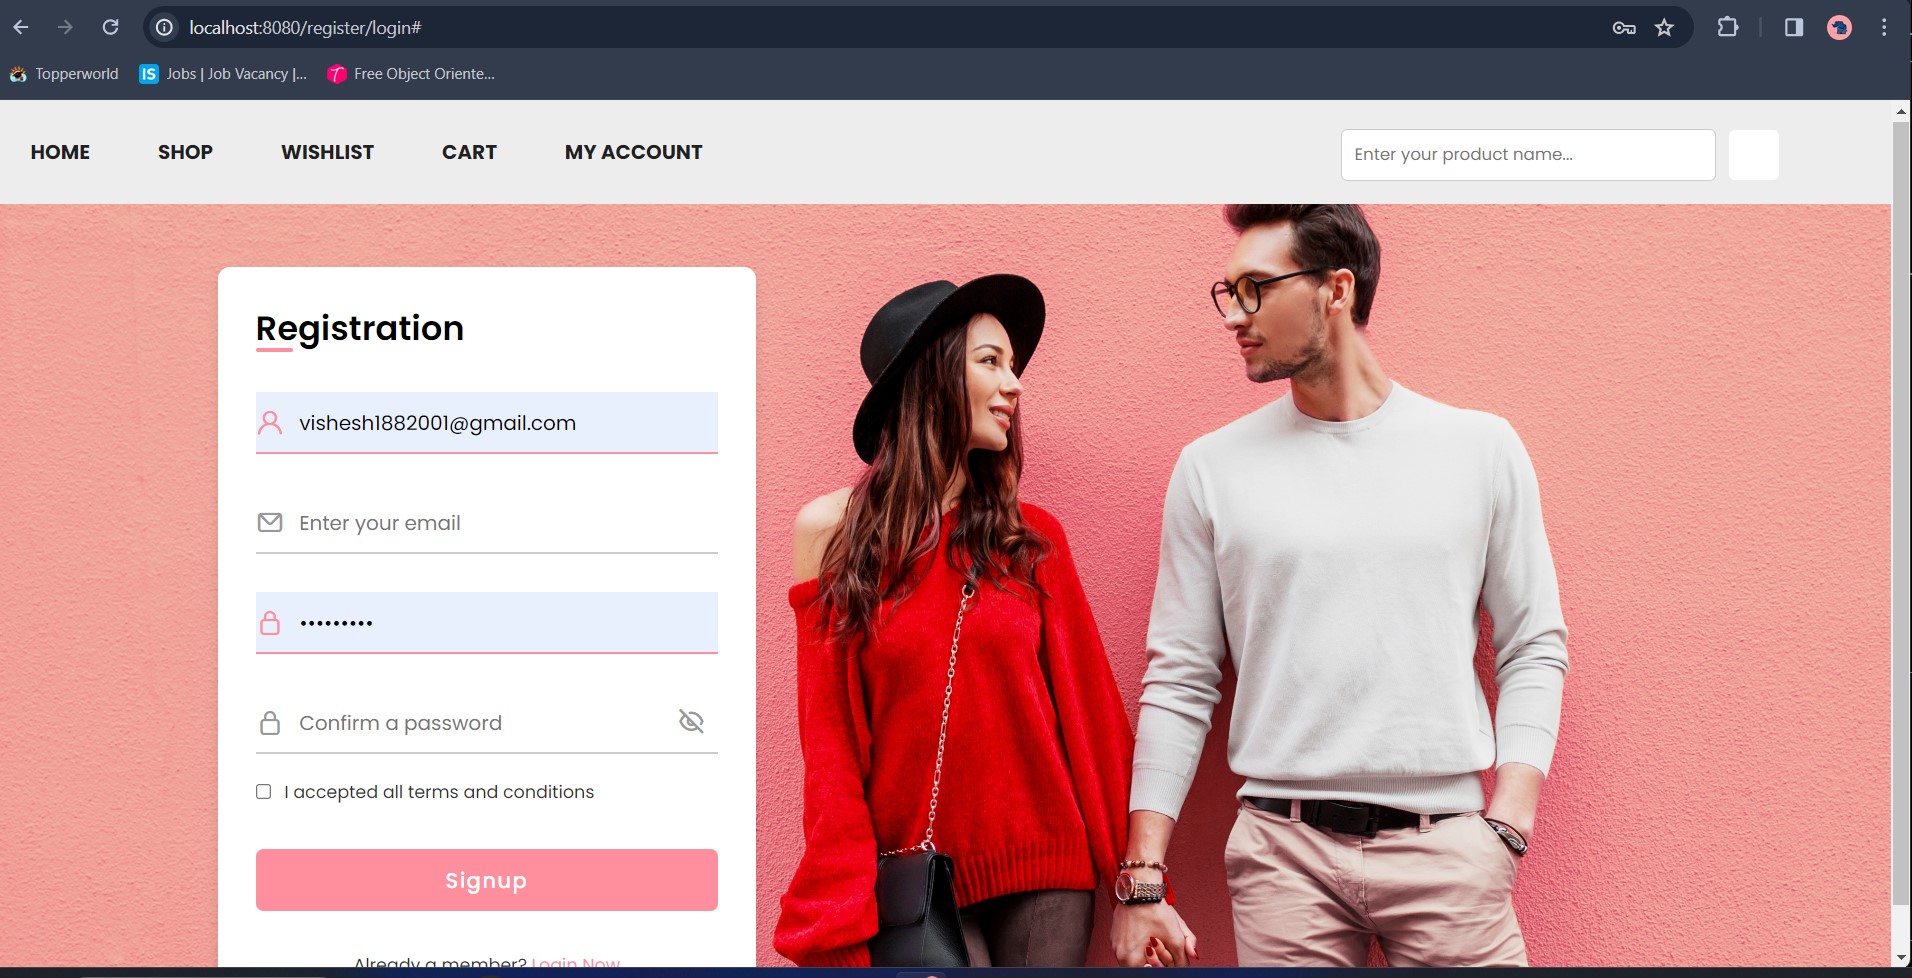 localhost:8080/register/login#
Topperworld
IS Jobs | Job Vacancy |...
Free Object Oriente...
HOME SHOP WISHLIST CART MY ACCOUNT
Enter your product name...
Registration
vishesh1882001@gmail.com
Enter your email
•••••••••
Confirm a password
I accepted all terms and conditions
Signup
Already a member? Login Now